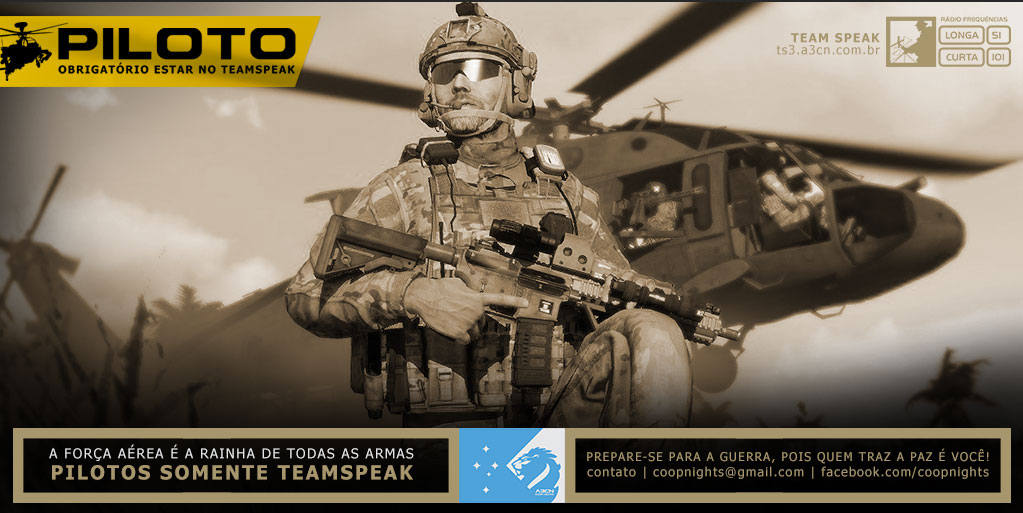 PILOTO
OBRIGATÓRIO ESTAR NO TEAMSPEAK
TEAM SPEAK
ts3.a3cn.com.br
RÁDIO FREQUÊNCIAS
LONGA SI
CURTA IOI
A FORÇA AÉREA É A RAINHA DE TODAS AS ARMAS
PILOTOS SOMENTE TEAMSPEAK
A3CN
PREPARE-SE PARA A GUERRA, POIS QUEM TRAZ A PAZ É VOCÊ!
contato | coopnights@gmail.com | facebook.com/coopnights